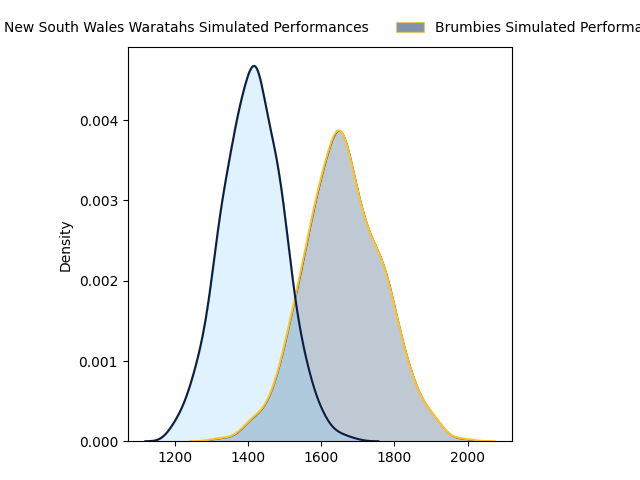 New South Wales Waratahs Simulated Performances Brumbies Simulated Performa
Density
0.004
0.003
0.002
0.001
0.000
1200 1400 1600 1800 2000